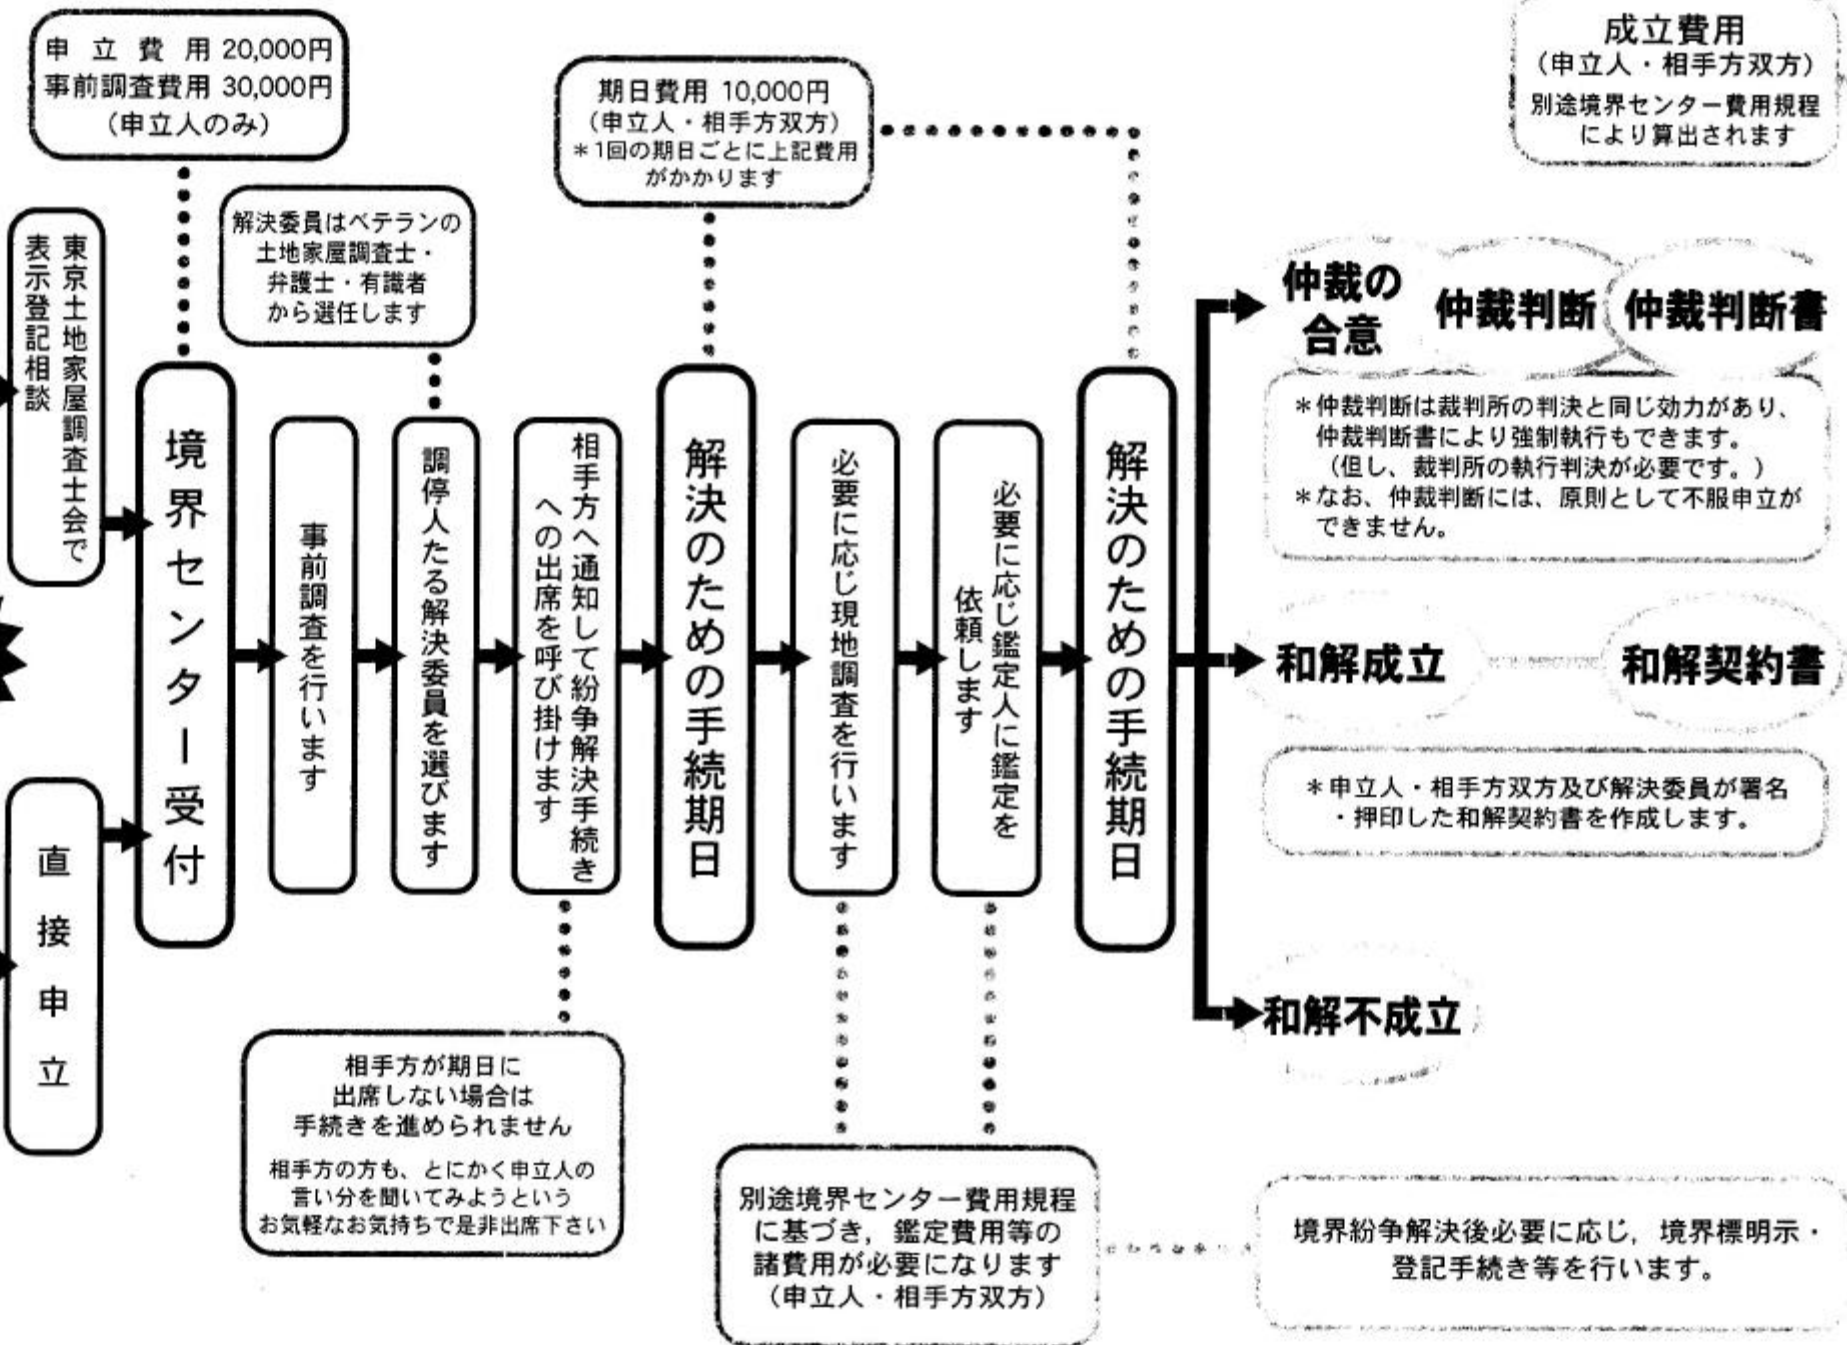 申立費用 20,000円
事前調査費用 30,000円
(申立人のみ)
期日費用 10,000円
(申立人・相手方双方)
＊1回の期日ごとに上記費用
がかかります
成立費用
(申立人・相手方双方)
別途境界センター費用規程
により算出されます
解決委員はベテランの
土地家屋調査士・
弁護士・有識者
から選任します
東京土地家屋調査士会で
表示登記相談
直接申立
境界センター受付
事前調査を行います
調停人たる解決委員を選びます
相手方へ通知して紛争解決手続き
への出席を呼び掛けます
解決のための手続期日
必要に応じ現地調査を行います
必要に応じ鑑定人に鑑定を
依頼します
解決のための手続期日
仲裁の
合意
仲裁判断
仲裁判断書
＊仲裁判断は裁判所の判決と同じ効力があり、
仲裁判断書により強制執行もできます。
(但し、裁判所の執行判決が必要です。)
＊なお、仲裁判断には、原則として不服申立が
できません。
和解成立
和解契約書
＊申立人・相手方双方及び解決委員が署名
・押印した和解契約書を作成します。
和解不成立
相手方が期日に
出席しない場合は
手続きを進められません
相手方の方も、とにかく申立人の
言い分を聞いてみようという
お気軽なお気持ちで是非出席下さい
別途境界センター費用規程
に基づき，鑑定費用等の
諸費用が必要になります
(申立人・相手方双方)
境界紛争解決後必要に応じ，境界標明示・
登記手続き等を行います。